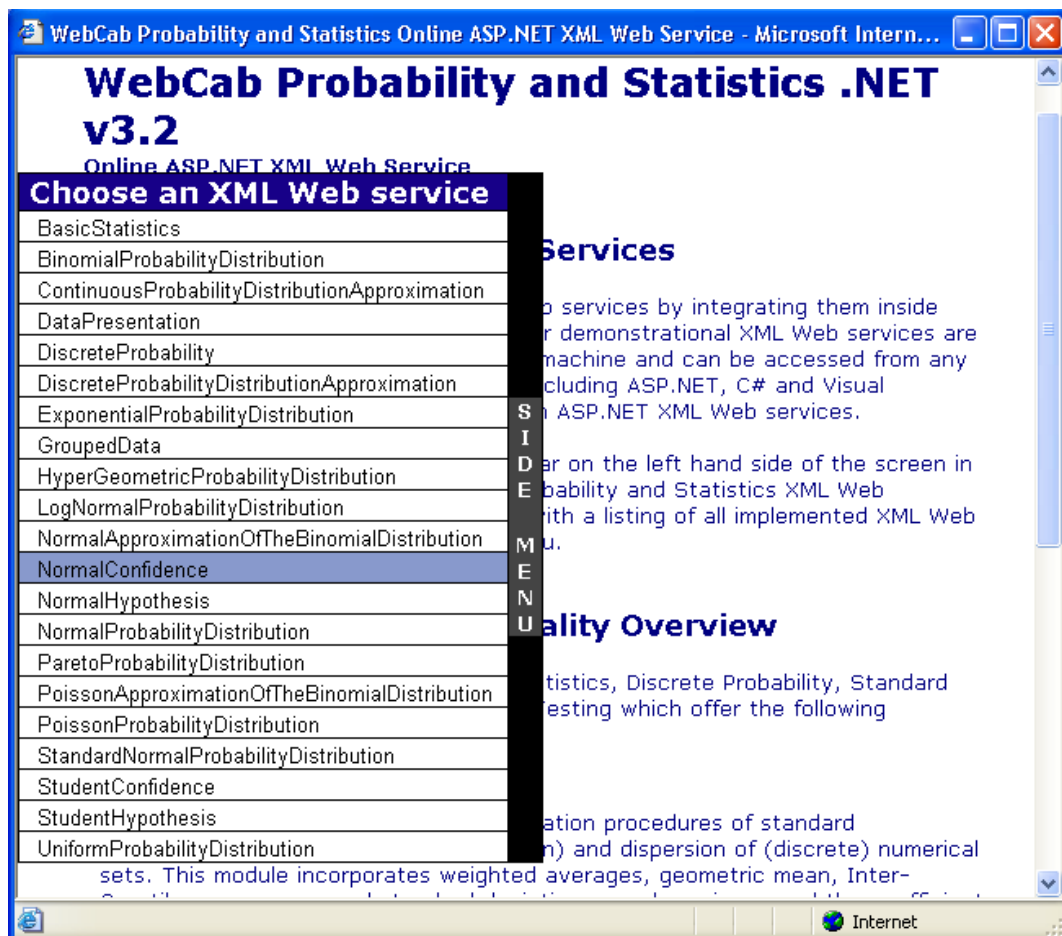 WebCab Probability and Statistics Online ASP.NET XML Web Service - Microsoft Intern...
WebCab Probability and Statistics .NET
v3.2
Online ASP.NET XML Web Service
Choose an XML Web service
BasicStatistics
BinomialProbabilityDistribution
ContinuousProbabilityDistributionApproximation
DataPresentation
DiscreteProbability
DiscreteProbabilityDistributionApproximation
ExponentialProbabilityDistribution
GroupedData
HyperGeometricProbabilityDistribution
LogNormalProbabilityDistribution
NormalApproximationOfTheBinomialDistribution
NormalConfidence
NormalHypothesis
NormalProbabilityDistribution
ParetoProbabilityDistribution
PoissonApproximationOfTheBinomialDistribution
PoissonProbabilityDistribution
StandardNormalProbabilityDistribution
StudentConfidence
StudentHypothesis
UniformProbabilityDistribution
SIDE MENU
Services
services by integrating them inside
demonstrational XML Web services are
machine and can be accessed from any
cluding ASP.NET, C# and Visual
ASP.NET XML Web services.
ar on the left hand side of the screen in
bability and Statistics XML Web
ith a listing of all implemented XML Web
u.
ality Overview
tistics, Discrete Probability, Standard
esting which offer the following
ation procedures of standard
n) and dispersion of (discrete) numerical
sets. This module incorporates weighted averages, geometric mean, Inter-
Internet